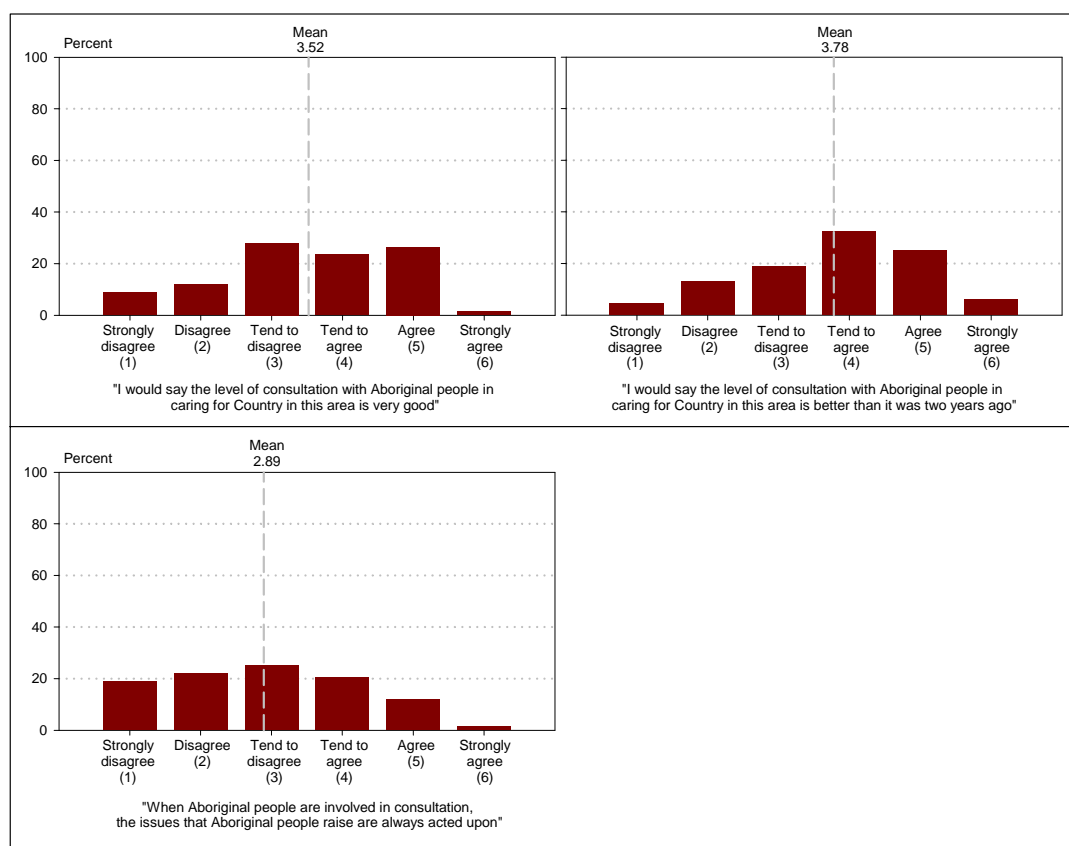 Mean
Percent
3.52
100
80
60
40
20
0
Strongly Disagree Tend to Tend to Agree Strongly
disagree (2) disagree agree (5) agree
(1) (3) (4) (6)
"I would say the level of consultation with Aboriginal people in
caring for Country in this area is very good"
Mean
3.78
Strongly Disagree Tend to Tend to Agree Strongly
disagree (2) disagree agree (5) agree
(1) (3) (4) (6)
"I would say the level of consultation with Aboriginal people in
caring for Country in this area is better than it was two years ago"
Mean
Percent
2.89
100
80
60
40
20
0
Strongly Disagree Tend to Tend to Agree Strongly
disagree (2) disagree agree (5) agree
(1) (3) (4) (6)
"When Aboriginal people are involved in consultation,
the issues that Aboriginal people raise are always acted upon"